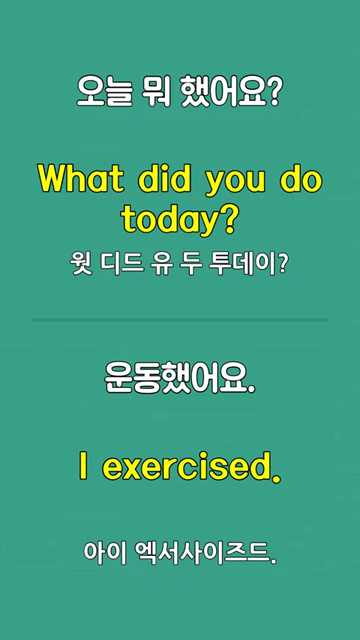 오늘 뭐 했어요?
What did you do
today?
웟 디드 유 두 투데이?
운동했어요.
I exercised.
아이 엑서사이즈드.